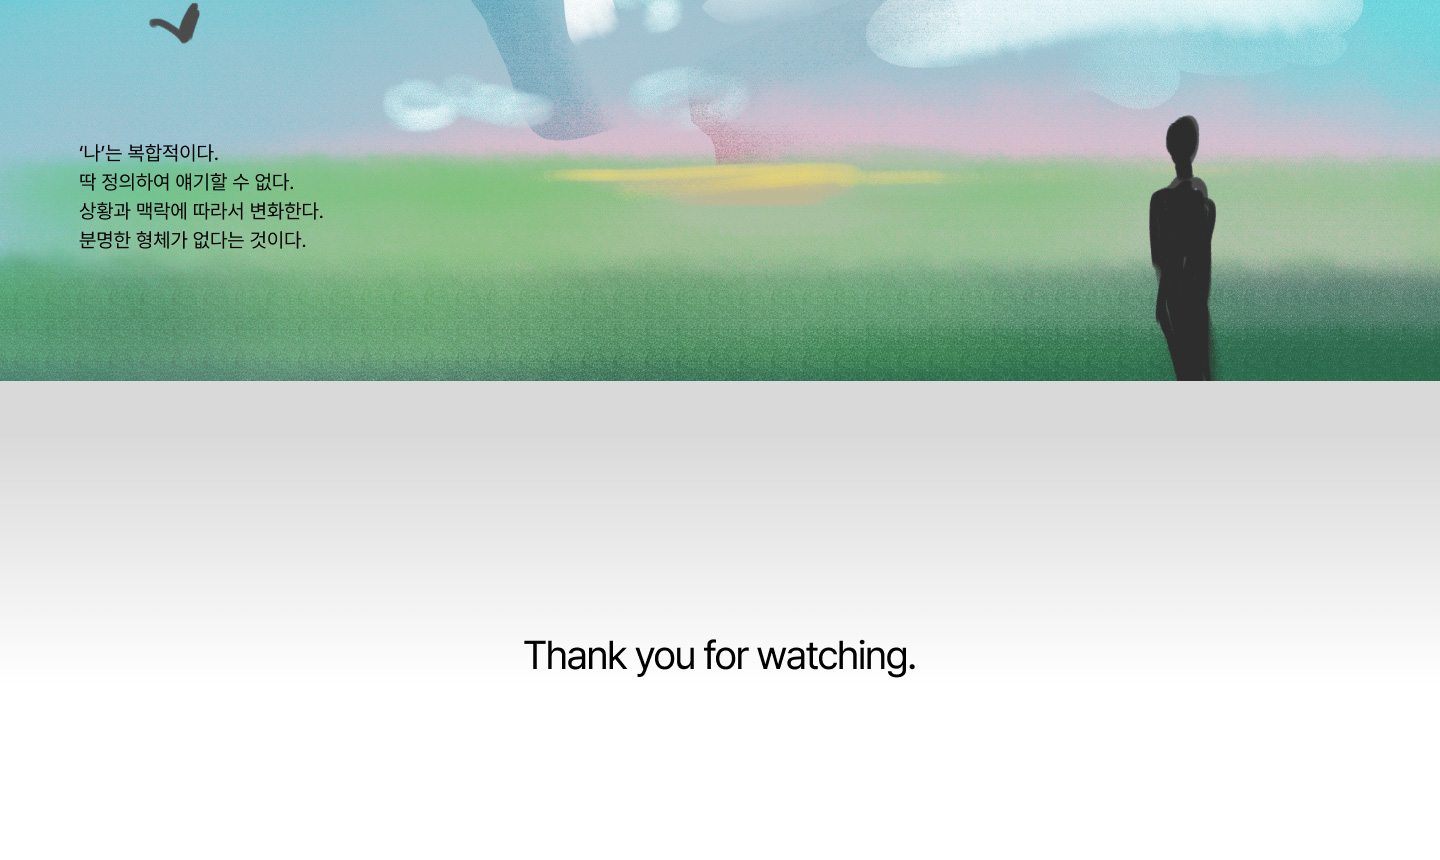 ‘나’는 복합적이다.
딱 정의하여 얘기할 수 없다.
상황과 맥락에 따라서 변화한다.
분명한 형체가 없다는 것이다.
Thank you for watching.